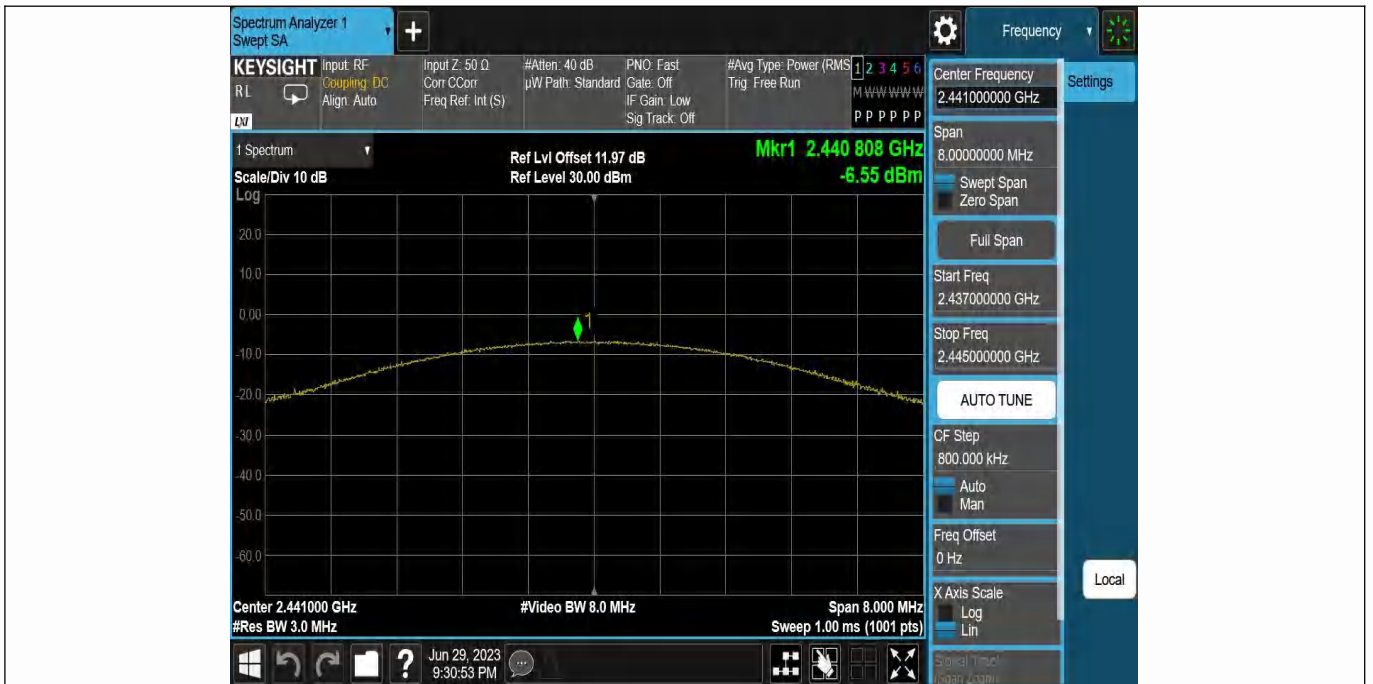 Spectrum Analyzer 1
Swept SA
+
Frequency
KEYSIGHT
RL
LXI
Input: RF
Coupling: DC
Align: Auto
Input Z: 50 Ω
Corr CCorr
Freq Ref: Int (S)
#Atten: 40 dB
µW Path: Standard
PNO: Fast
Gate: Off
IF Gain: Low
Sig Track: Off
#Avg Type: Power (RMS
Trig: Free Run
1 2 3 4 5 6
M W W W W W
P P P P P P
1 Spectrum
Scale/Div 10 dB
Ref Lvl Offset 11.97 dB
Ref Level 30.00 dBm
Mkr1 2.440 808 GHz
-6.55 dBm
Log
20.0
10.0
0.00
-10.0
-20.0
-30.0
-40.0
-50.0
-60.0
1
Center 2.441000 GHz
#Video BW 8.0 MHz
Span 8.000 MHz
#Res BW 3.0 MHz
Sweep 1.00 ms (1001 pts)
?
Jun 29, 2023
9:30:53 PM
Center Frequency
2.441000000 GHz
Span
8.00000000 MHz
Swept Span
Zero Span
Full Span
Start Freq
2.437000000 GHz
Stop Freq
2.445000000 GHz
AUTO TUNE
CF Step
800.000 kHz
Auto
Man
Freq Offset
0 Hz
X Axis Scale
Log
Lin
Signal Track
(Span Zoom)
Settings
Local